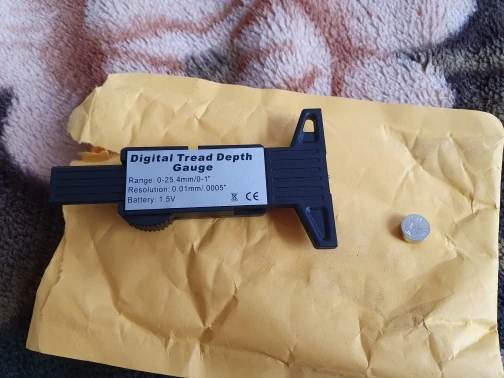 Digital Tread Depth
Gauge
Range: 0-25.4mm/0-1"
Resolution: 0.01mm/.0005"
Battery: 1.5V
CE